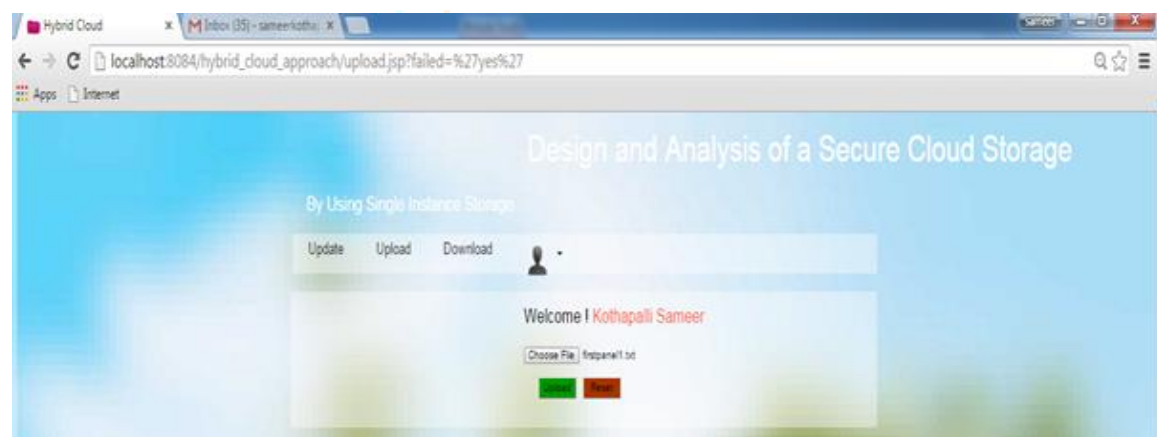 Hybrid Cloud x Inbox (35) - sameerkotha x sameer
localhost:8084/hybrid_cloud_approach/upload.jsp?failed=%27yes%27
Apps Internet
Design and Analysis of a Secure Cloud Storage
By Using Single Instance Storage
Update Upload Download
Welcome ! Kothapalli Sameer
Choose File firstpanel1.txt
Upload Reset